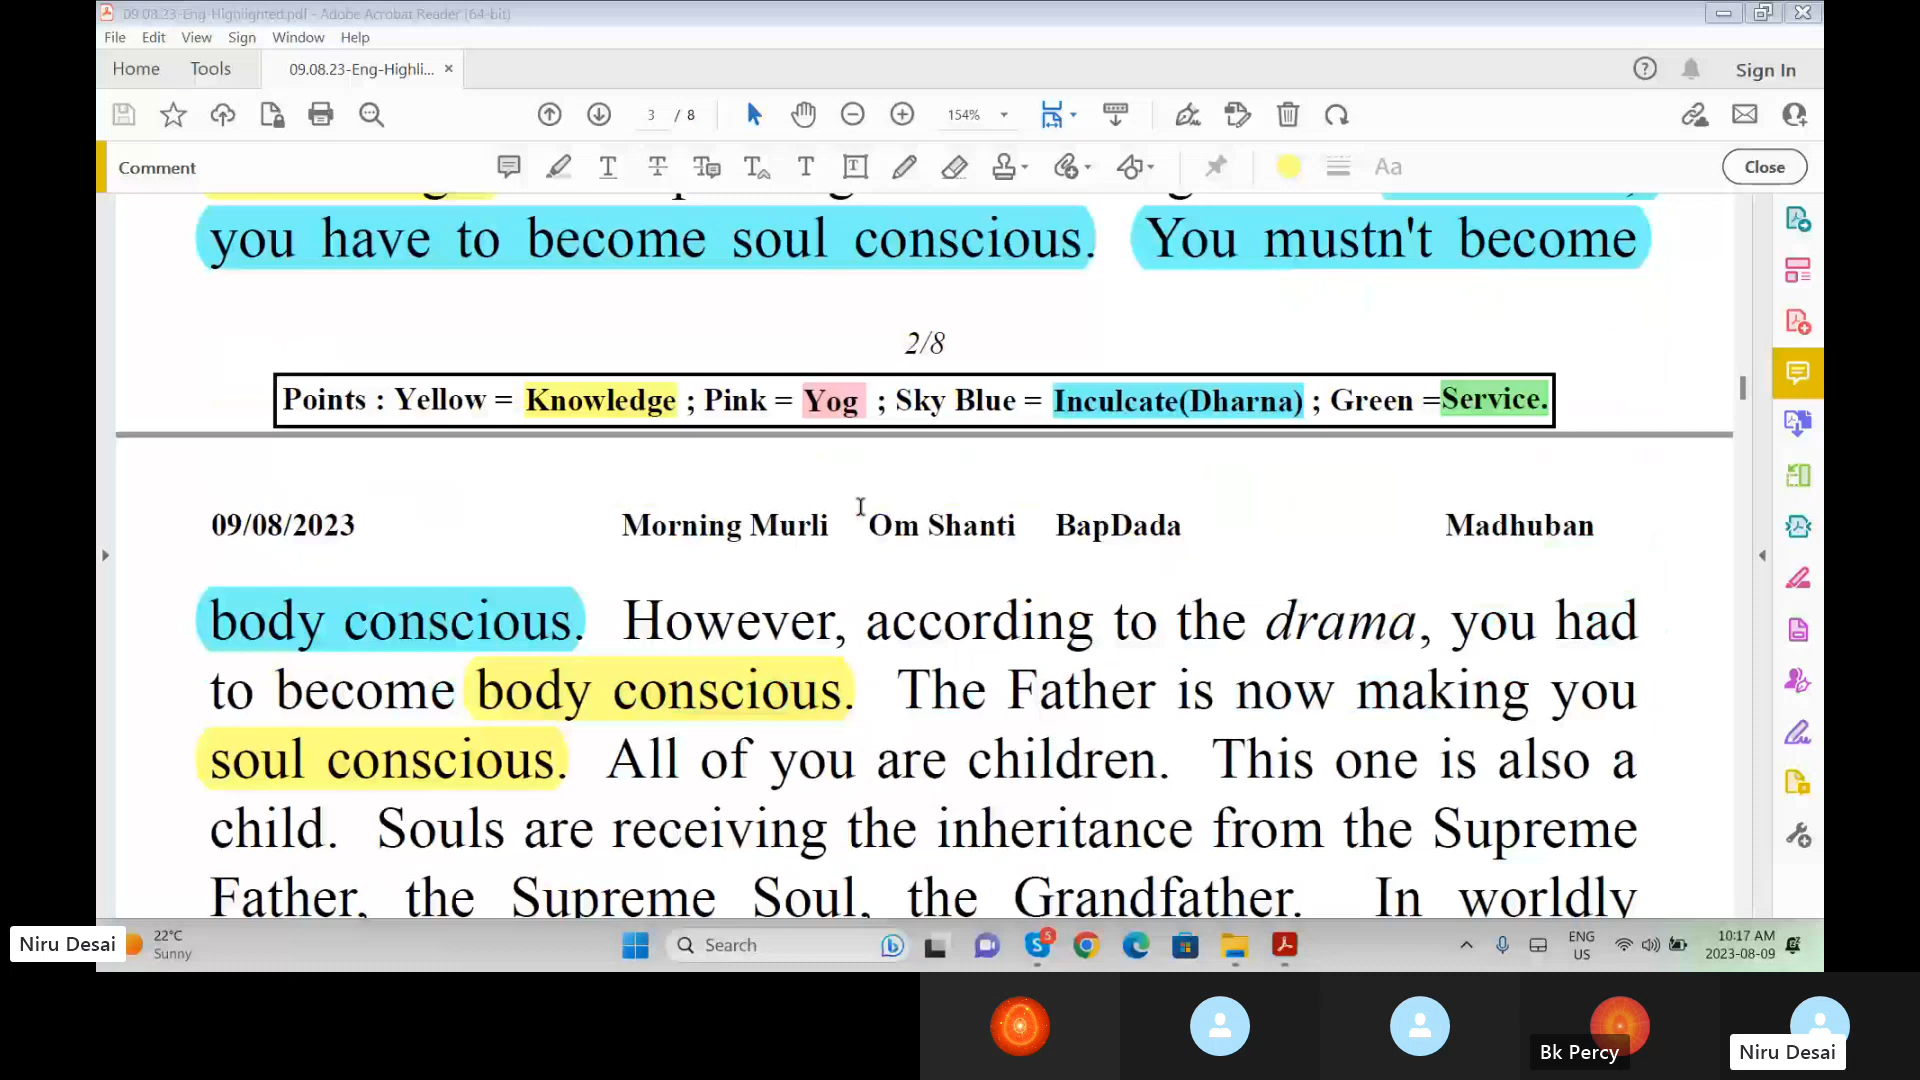 09.08.23-Eng-Highlighted.pdf - Adobe Acrobat Reader (64-bit)
File Edit View Sign Window Help
Home Tools 09.08.23-Eng-Highli... × Sign In
3 / 8 154%
Comment Aa Close
you have to become soul conscious. You mustn't become
2/8
Points : Yellow = Knowledge ; Pink = Yog ; Sky Blue = Inculcate(Dharna) ; Green =Service.
09/08/2023 Morning Murli Om Shanti BapDada Madhuban
body conscious. However, according to the drama, you had
to become body conscious. The Father is now making you
soul conscious. All of you are children. This one is also a
child. Souls are receiving the inheritance from the Supreme
Father, the Supreme Soul, the Grandfather. In worldly
Niru Desai
22°C
Sunny
Search
5
ENG
US
10:17 AM
2023-08-09
Bk Percy
Niru Desai